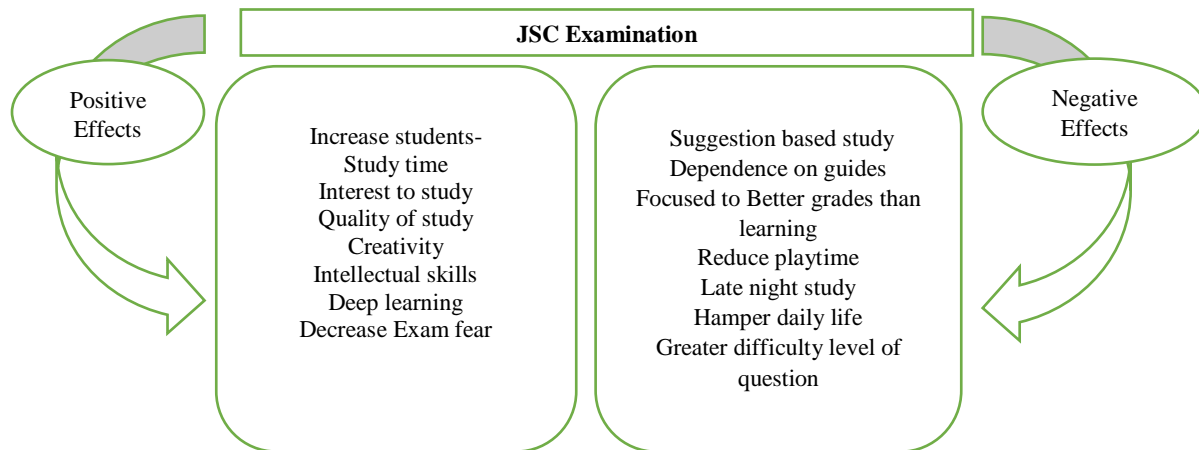 JSC Examination
Positive
Effects
Increase students-
Study time
Interest to study
Quality of study
Creativity
Intellectual skills
Deep learning
Decrease Exam fear
Suggestion based study
Dependence on guides
Focused to Better grades than
learning
Reduce playtime
Late night study
Hamper daily life
Greater difficulty level of
question
Negative
Effects